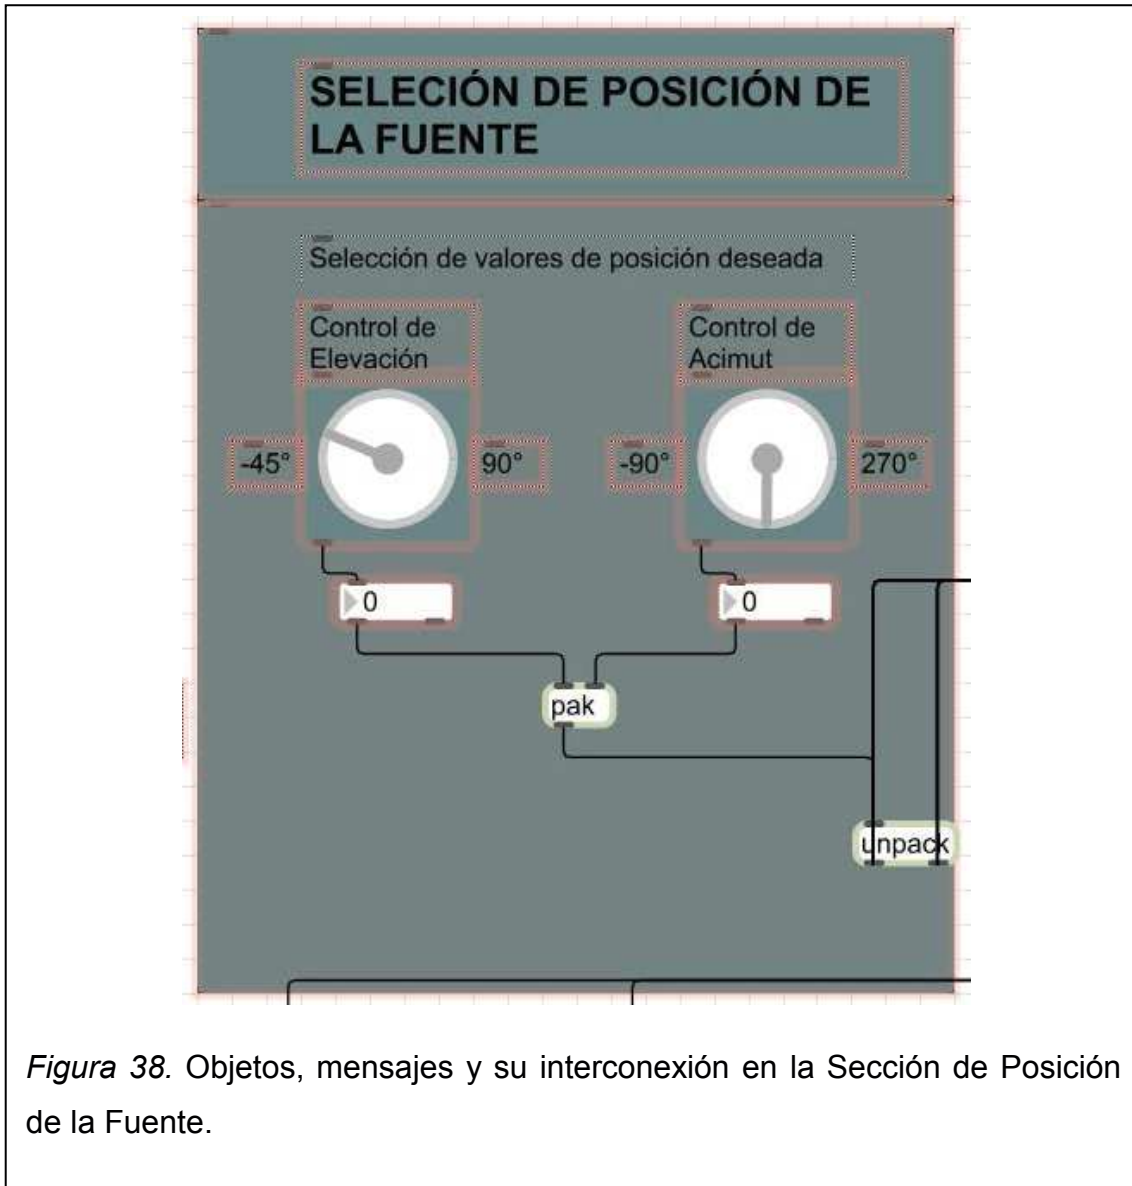 SELECIÓN DE POSICIÓN DE
LA FUENTE
Selección de valores de posición deseada
Control de
Elevación
Control de
Acimut
-45°
90°
-90°
270°
0
0
pak
unpack
Figura 38. Objetos, mensajes y su interconexión en la Sección de Posición
de la Fuente.